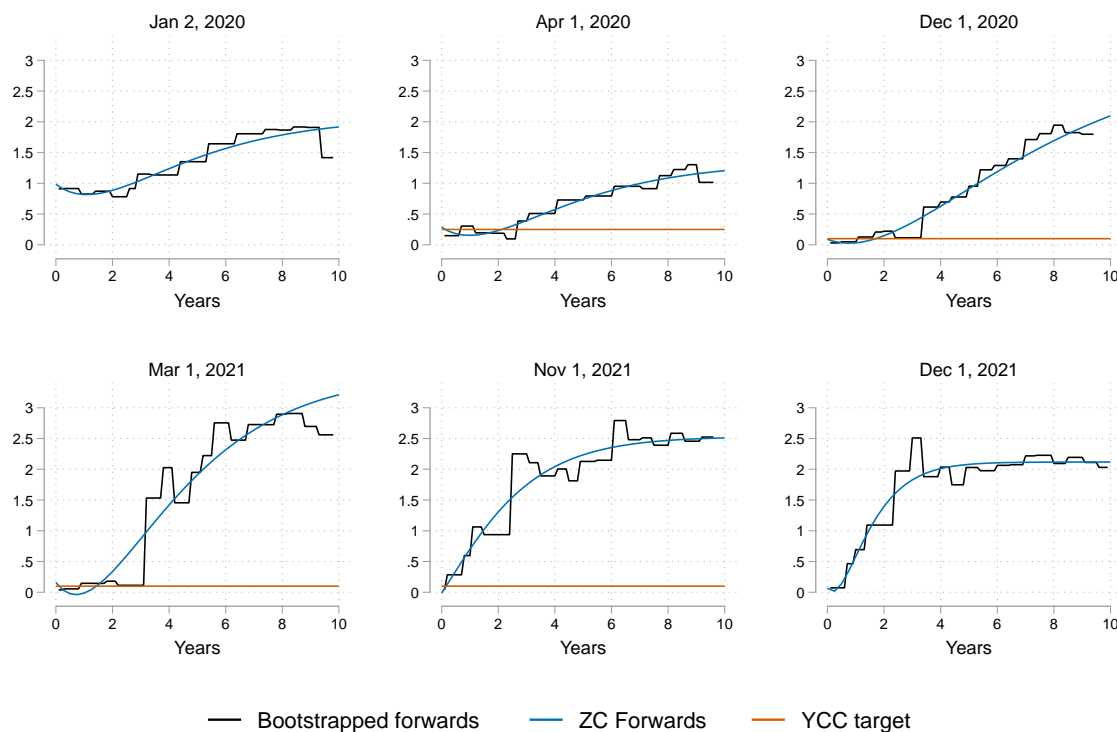 Jan 2, 2020
Apr 1, 2020
Dec 1, 2020
3 3 3
2.5 2.5 2.5
2 2 2
1.5 1.5 1.5
1 1 1
.5 .5 .5
0 0 0
0 2 4 6 8 10 0 2 4 6 8 10 0 2 4 6 8 10
Years Years Years
Mar 1, 2021
Nov 1, 2021
Dec 1, 2021
3 3 3
2.5 2.5 2.5
2 2 2
1.5 1.5 1.5
1 1 1
.5 .5 .5
0 0 0
0 2 4 6 8 10 0 2 4 6 8 10 0 2 4 6 8 10
Years Years Years
Bootstrapped forwards ZC Forwards YCC target